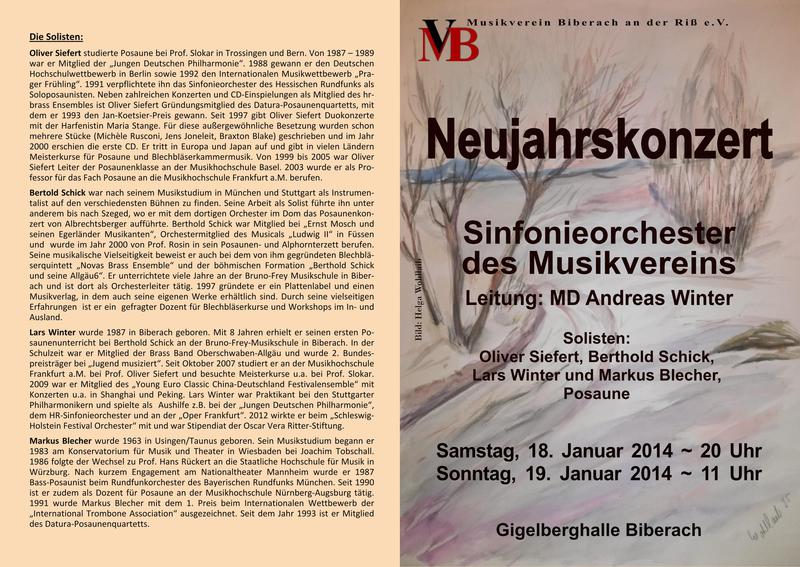 Die Solisten:
Oliver Siefert studierte Posaune bei Prof. Slokar in Trossingen und Bern. Von 1987 – 1989
war er Mitglied der „Jungen Deutschen Philharmonie“. 1988 gewann er den Deutschen
Hochschulwettbewerb in Berlin sowie 1992 den Internationalen Musikwettbewerb „Pra-
ger Frühling“. 1991 verpflichtete ihn das Sinfonieorchester des Hessischen Rundfunks als
Soloposaunisten. Neben zahlreichen Konzerten und CD-Einspielungen als Mitglied des hr-
brass Ensembles ist Oliver Siefert Gründungsmitglied des Datura-Posaunenquartetts, mit
dem er 1993 den Jan-Koetsier-Preis gewann. Seit 1997 gibt Oliver Siefert Duokonzerte
mit der Harfenistin Maria Stange. Für diese außergewöhnliche Besetzung wurden schon
mehrere Stücke (Michèle Rusconi, Jens Joneleit, Braxton Blake) geschrieben und im Jahr
2000 erschien die erste CD. Er tritt in Europa und Japan auf und gibt in vielen Ländern
Meisterkurse für Posaune und Blechbläserkammermusik. Von 1999 bis 2005 war Oliver
Siefert Leiter der Posaunenklasse an der Musikhochschule Basel. 2003 wurde er als Pro-
fessor für das Fach Posaune an die Musikhochschule Frankfurt a.M. berufen.
Bertold Schick war nach seinem Musikstudium in München und Stuttgart als Instrumen-
talist auf den verschiedensten Bühnen zu finden. Seine Arbeit als Solist führte ihn unter
anderem bis nach Szeged, wo er mit dem dortigen Orchester im Dom das Posaunenkon-
zert von Albrechtsberger aufführte. Berthold Schick war Mitglied bei „Ernst Mosch und
seinen Egerländer Musikanten“, Orchestermitglied des Musicals „Ludwig II“ in Füssen
und wurde im Jahr 2000 von Prof. Rosin in sein Posaunen- und Alphornterzett berufen.
Seine musikalische Vielseitigkeit beweist er auch bei dem von ihm gegründeten Blechblä-
serquintett „Novas Brass Ensemble“ und der böhmischen Formation „Berthold Schick
und seine Allgäu6“. Er unterrichtete viele Jahre an der Bruno-Frey Musikschule in Biber-
ach und ist dort als Orchesterleiter tätig. 1997 gründete er ein Plattenlabel und einen
Musikverlag, in dem auch seine eigenen Werke erhältlich sind. Durch seine vielseitigen
Erfahrungen ist er ein gefragter Dozent für Blechbläserkurse und Workshops im In- und
Ausland.
Lars Winter wurde 1987 in Biberach geboren. Mit 8 Jahren erhielt er seinen ersten Po-
saunenunterricht bei Berthold Schick an der Bruno-Frey-Musikschule in Biberach. In der
Schulzeit war er Mitglied der Brass Band Oberschwaben-Allgäu und wurde 2. Bundes-
preisträger bei „Jugend musiziert“. Seit Oktober 2007 studiert er an der Musikhochschule
Frankfurt a.M. bei Prof. Oliver Siefert und besuchte Meisterkurse u.a. bei Prof. Slokar.
2009 war er Mitglied des „Young Euro Classic China-Deutschland Festivalensemble“ mit
Konzerten u.a. in Shanghai und Peking. Lars Winter war Praktikant bei den Stuttgarter
Philharmonikern und spielte als Aushilfe z.B. bei der „Jungen Deutschen Philharmonie“,
dem HR-Sinfonieorchester und an der „Oper Frankfurt“. 2012 wirkte er beim „Schleswig-
Holstein Festival Orchester“ mit und war Stipendiat der Oscar Vera Ritter-Stiftung.
Markus Blecher wurde 1963 in Usingen/Taunus geboren. Sein Musikstudium begann er
1983 am Konservatorium für Musik und Theater in Wiesbaden bei Joachim Tobschall.
1986 folgte der Wechsel zu Prof. Hans Rückert an die Staatliche Hochschule für Musik in
Würzburg. Nach kurzem Engagement am Nationaltheater Mannheim wurde er 1987
Bass-Posaunist beim Rundfunkorchester des Bayerischen Rundfunks München. Seit 1990
ist er zudem als Dozent für Posaune an der Musikhochschule Nürnberg-Augsburg tätig.
1991 wurde Markus Blecher mit dem 1. Preis beim Internationalen Wettbewerb der
„International Trombone Association“ ausgezeichnet. Seit dem Jahr 1993 ist er Mitglied
des Datura-Posaunenquartetts.
MVB
Musikverein Biberach an der Riß e.V.
Neujahrskonzert
Sinfonieorchester
des Musikvereins
Leitung: MD Andreas Winter
Bild: Helga
Solisten:
Oliver Siefert, Berthold Schick,
Lars Winter und Markus Blecher,
Posaune
Samstag, 18. Januar 2014 ~ 20 Uhr
Sonntag, 19. Januar 2014 ~ 11 Uhr
Gigelberghalle Biberach